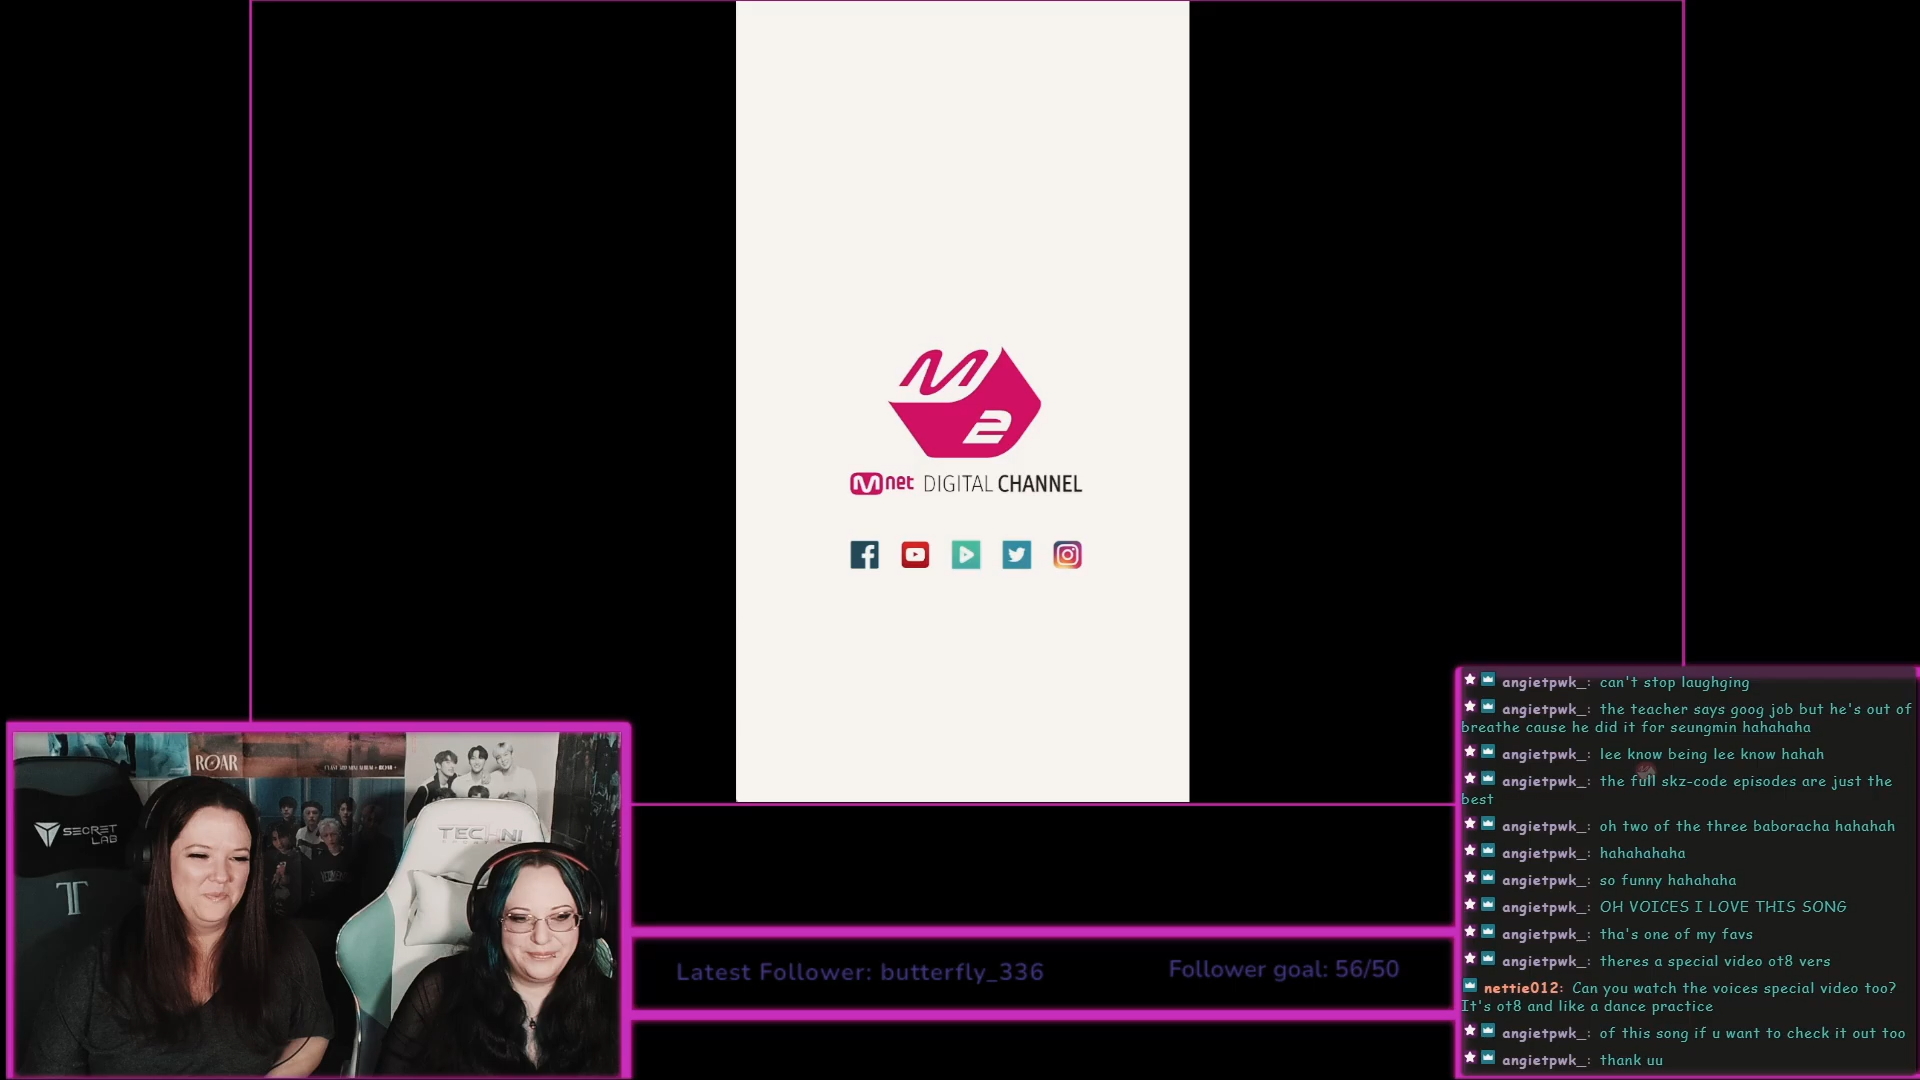 M
2
Mnet DIGITAL CHANNEL
ROAR
SECRET
LAB
TECHNI
Latest Follower: butterfly_336
Follower goal: 56/50
angietpwk_: can't stop laughging
angietpwk_: the teacher says goog job but he's out of
breathe cause he did it for seungmin hahahaha
angietpwk_: lee know being lee know hahah
angietpwk_: the full skz-code episodes are just the
best
angietpwk_: oh two of the three baboracha hahahah
angietpwk_: hahahahaha
angietpwk_: so funny hahahaha
angietpwk_: OH VOICES I LOVE THIS SONG
angietpwk_: tha's one of my favs
angietpwk_: theres a special video ot8 vers
nettie012: Can you watch the voices special video too?
It's ot8 and like a dance practice
angietpwk_: of this song if u want to check it out too
angietpwk_: thank uu